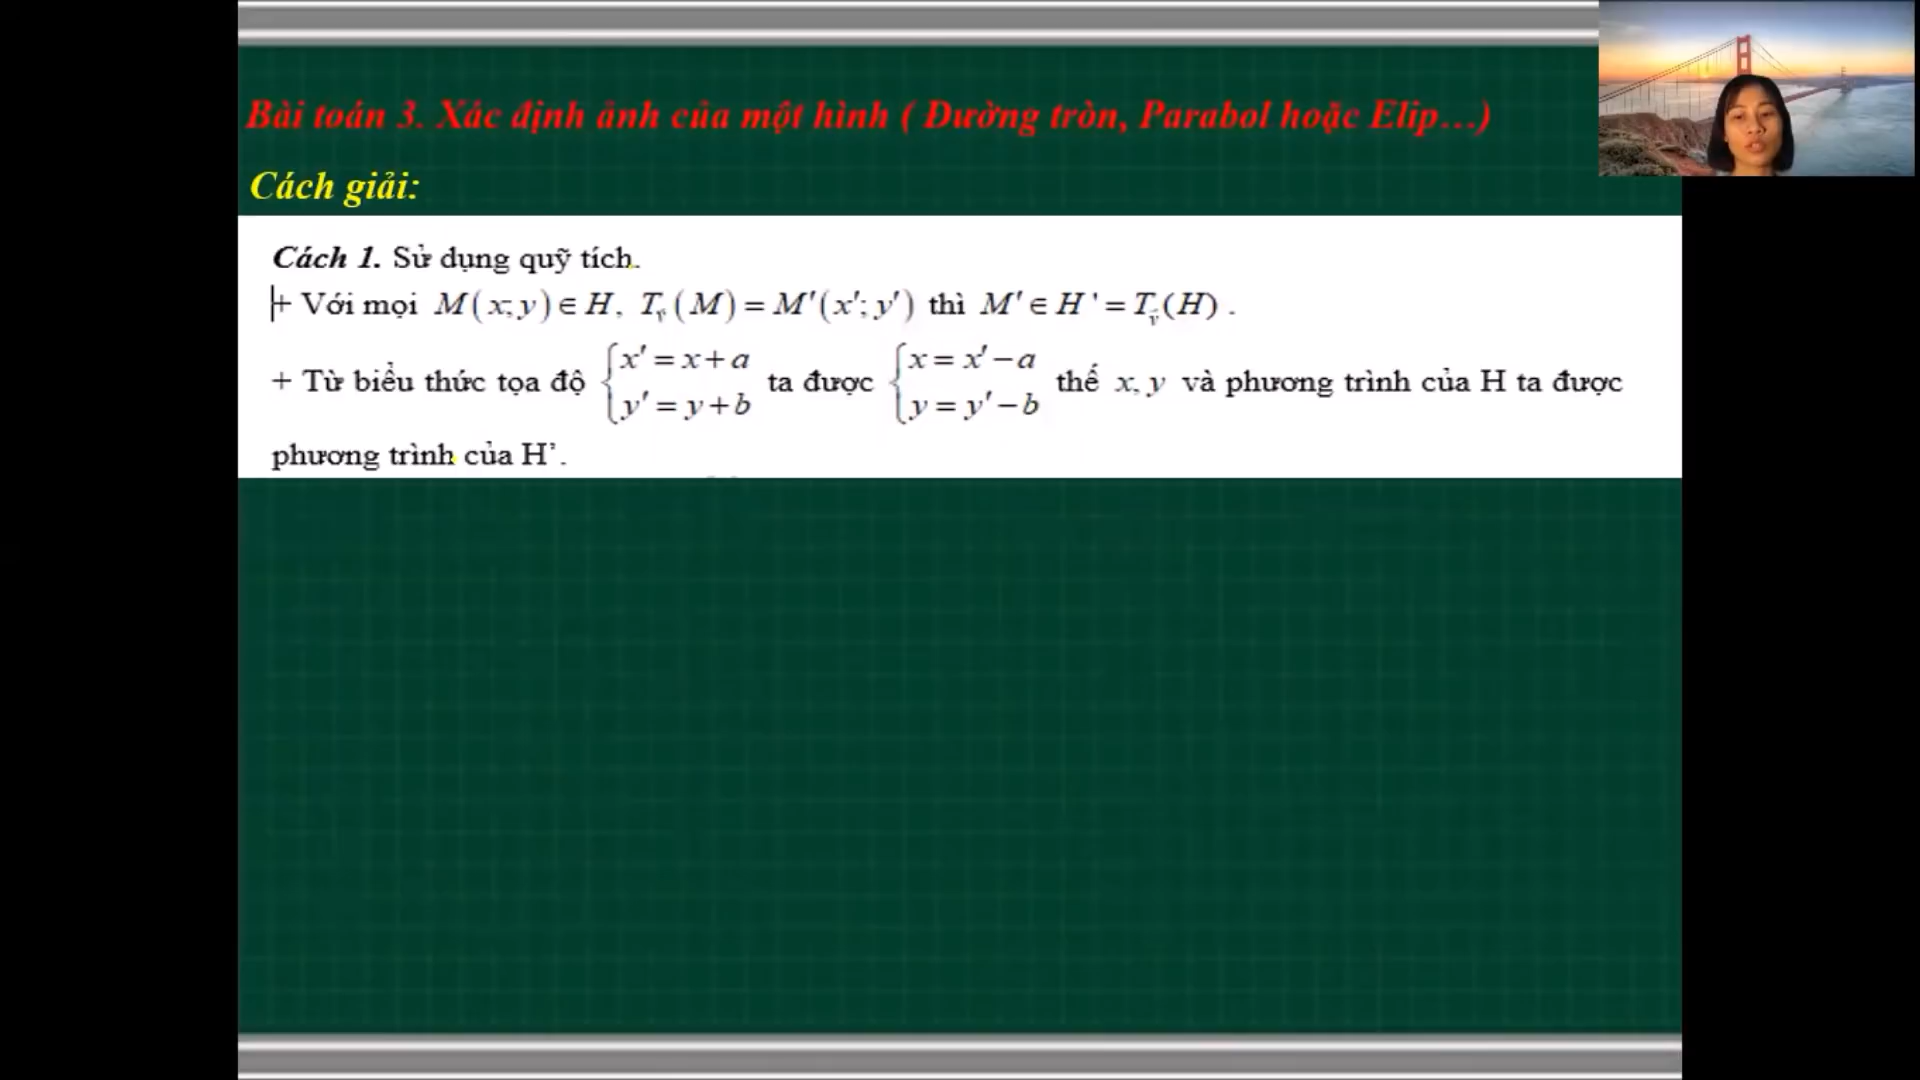 Bài toán 3. Xác định ảnh của một hình ( Đường tròn, Parabol hoặc Elip...)
Cách giải:
Cách 1. Sử dụng quỹ tích.
+ Với mọi M(x;y)∈H, T_v⃗(M)=M′(x′;y′) thì M′∈H'=T_v⃗(H).
+ Từ biểu thức tọa độ {x′=x+a; y′=y+b ta được {x=x′−a; y=y′−b thế x,y và phương trình của H ta được
phương trình của H'.